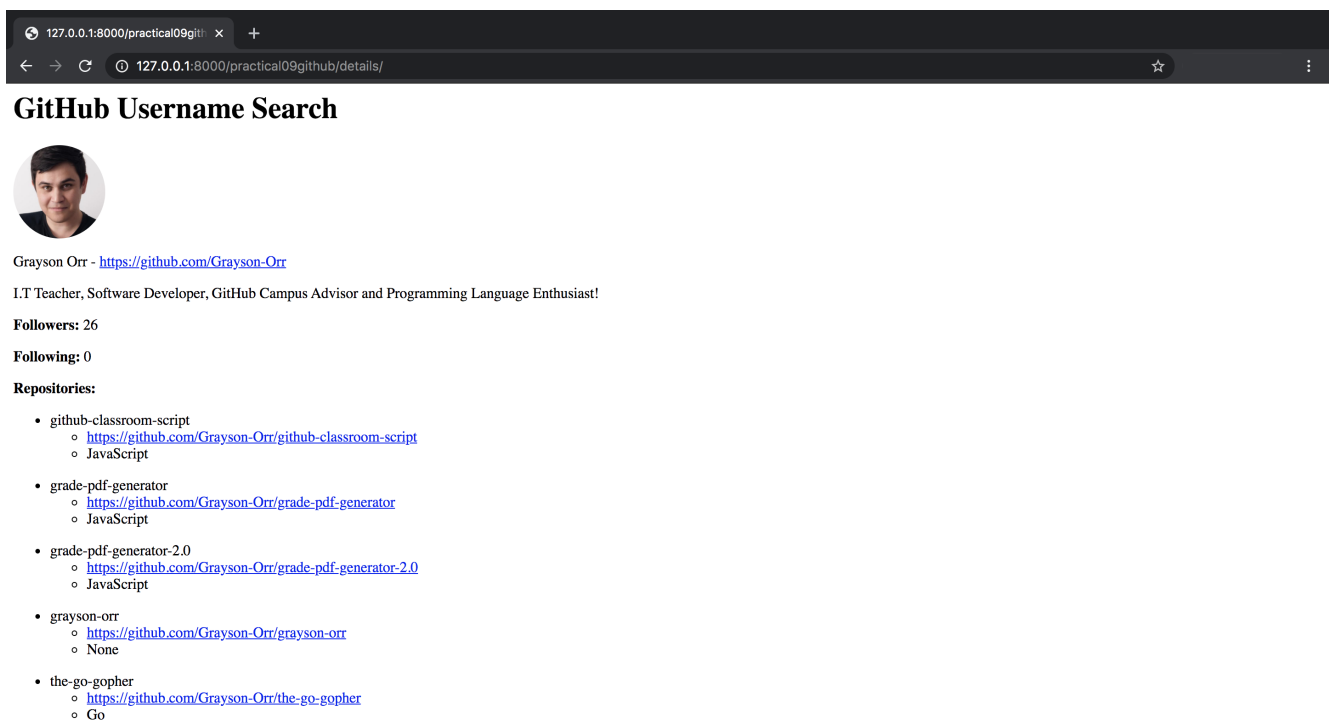 127.0.0.1:8000/practical09gith
127.0.0.1:8000/practical09github/details/
GitHub Username Search
Grayson Orr - https://github.com/Grayson-Orr
I.T Teacher, Software Developer, GitHub Campus Advisor and Programming Language Enthusiast!
Followers: 26
Following: 0
Repositories:
github-classroom-script
https://github.com/Grayson-Orr/github-classroom-script
JavaScript
grade-pdf-generator
https://github.com/Grayson-Orr/grade-pdf-generator
JavaScript
grade-pdf-generator-2.0
https://github.com/Grayson-Orr/grade-pdf-generator-2.0
JavaScript
grayson-orr
https://github.com/Grayson-Orr/grayson-orr
None
the-go-gopher
https://github.com/Grayson-Orr/the-go-gopher
Go